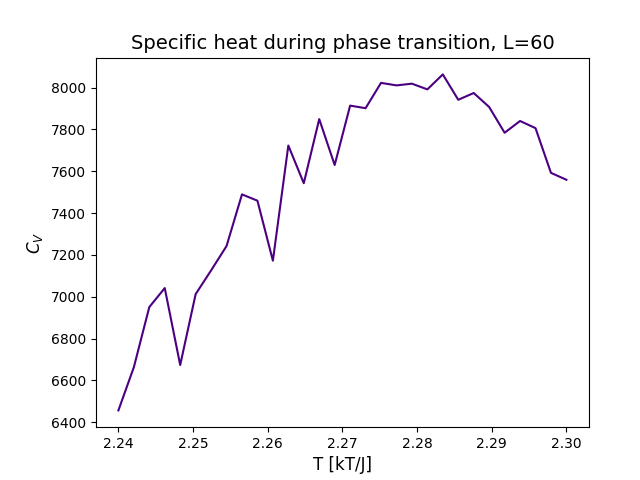 Specific heat during phase transition, L=60
C_V
8000
7800
7600
7400
7200
7000
6800
6600
6400
2.24 2.25 2.26 2.27 2.28 2.29 2.30
T [kT/J]